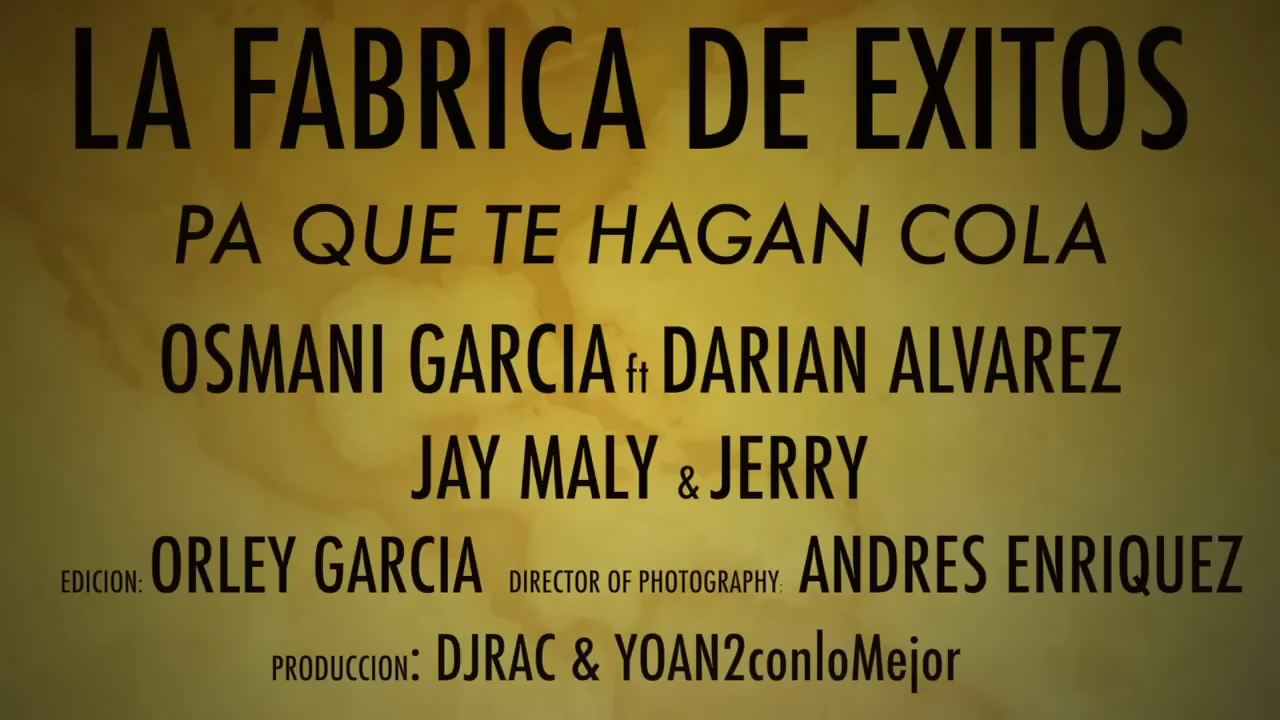 LA FABRICA DE EXITOS
PA QUE TE HAGAN COLA
OSMANI GARCIA ft DARIAN ALVAREZ
JAY MALY & JERRY
EDICION: ORLEY GARCIA DIRECTOR OF PHOTOGRAPHY: ANDRES ENRIQUEZ
PRODUCCION: DJRAC & YOAN2conloMejor